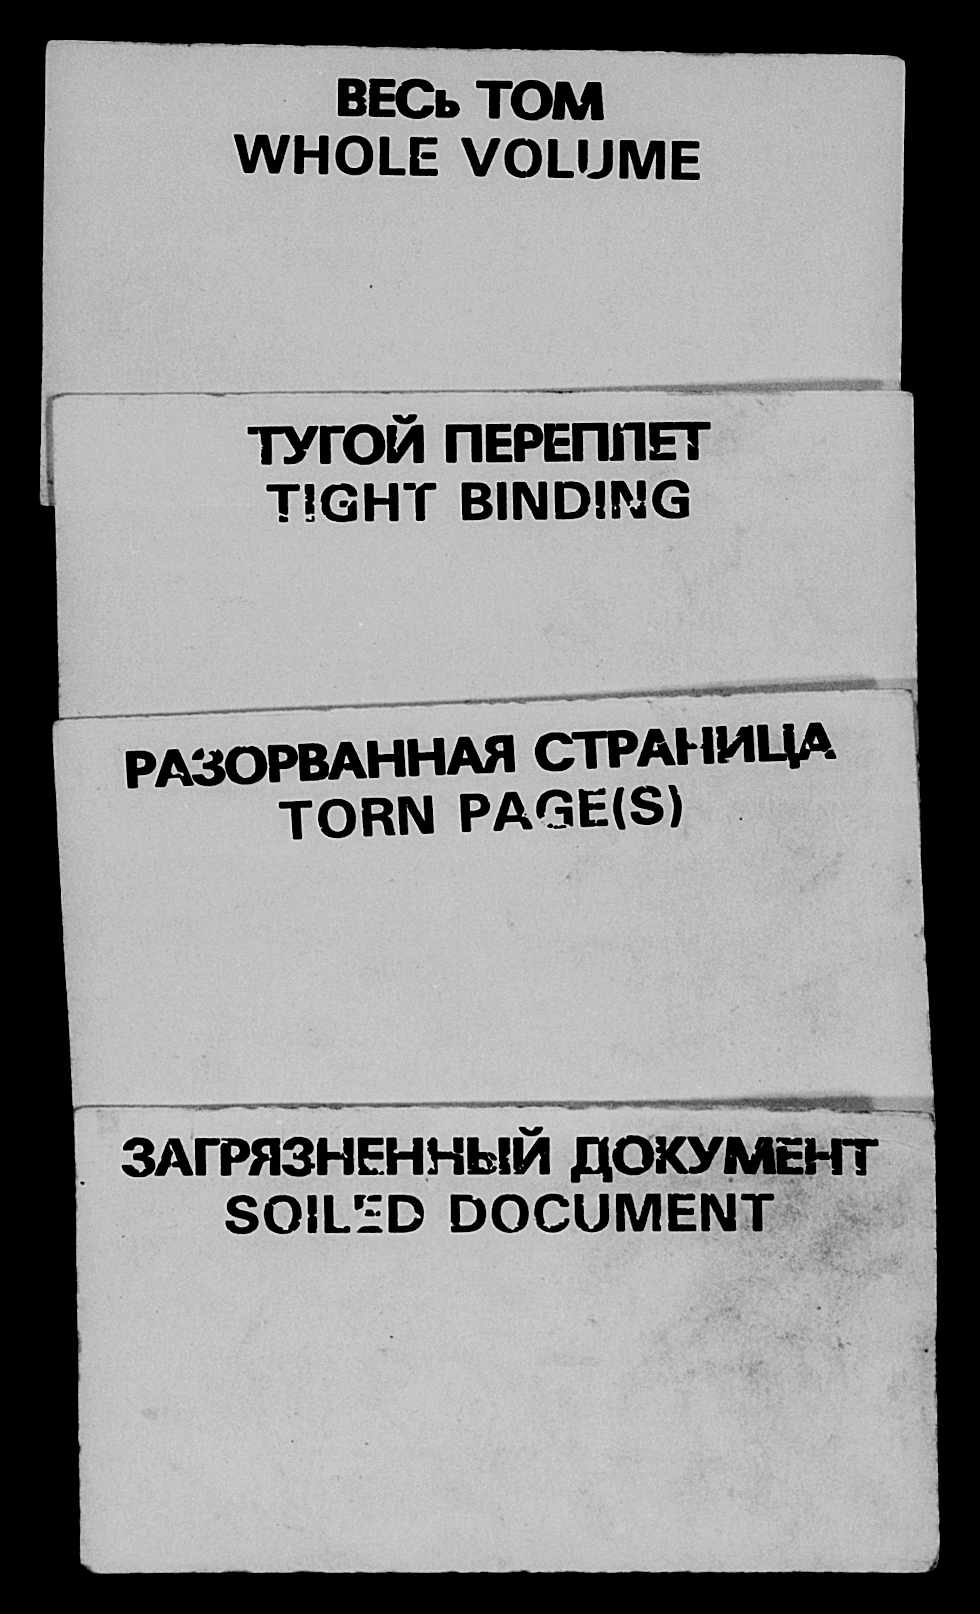 ВЕСь ТОМ
WHOLE VOLUME
ТУГОЙ ПЕРЕПЛЕТ
TIGHT BINDING
РАЗОРВАННАЯ СТРАНИЦА
TORN PAGE(S)
ЗАГРЯЗНЕННЫЙ ДОКУМЕНТ
SOILED DOCUMENT